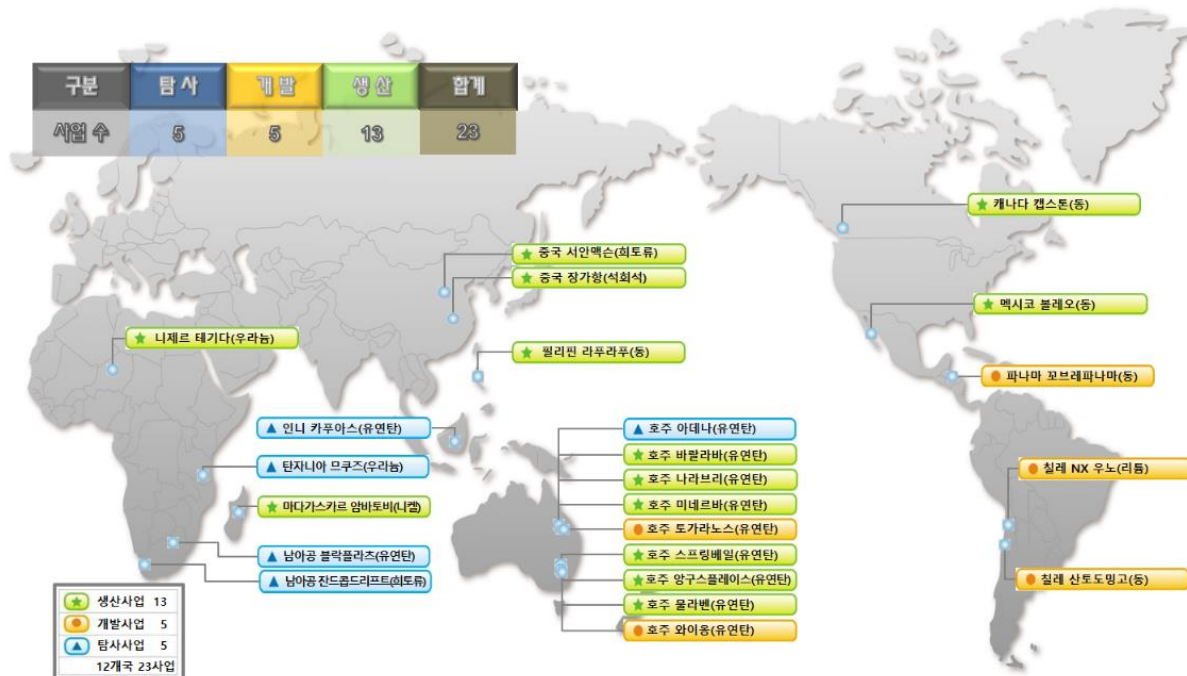 구분 탐사 개발 생산 합계
사업 수 5 5 13 23
캐나다 캡스톤(동)
중국 서안맥슨(희토류)
중국 장가항(석회석)
멕시코 볼레오(동)
니제르 테기다(우라늄)
필리핀 라푸라푸(동)
파나마 꼬브레파나마(동)
인니 카푸아스(유연탄)
탄자니아 므쿠즈(우라늄)
마다가스카르 암바토비(니켈)
남아공 블락플라츠(유연탄)
남아공 잔드콥드리프트(희토류)
호주 아데나(유연탄)
호주 바랄라바(유연탄)
호주 나라브리(유연탄)
호주 미네르바(유연탄)
호주 토가라노스(유연탄)
호주 스프링베일(유연탄)
호주 앙구스플레이스(유연탄)
호주 물라벤(유연탄)
호주 와이옹(유연탄)
칠레 NX 우노(리튬)
칠레 산토도밍고(동)
생산사업 13
개발사업 5
탐사사업 5
12개국 23사업